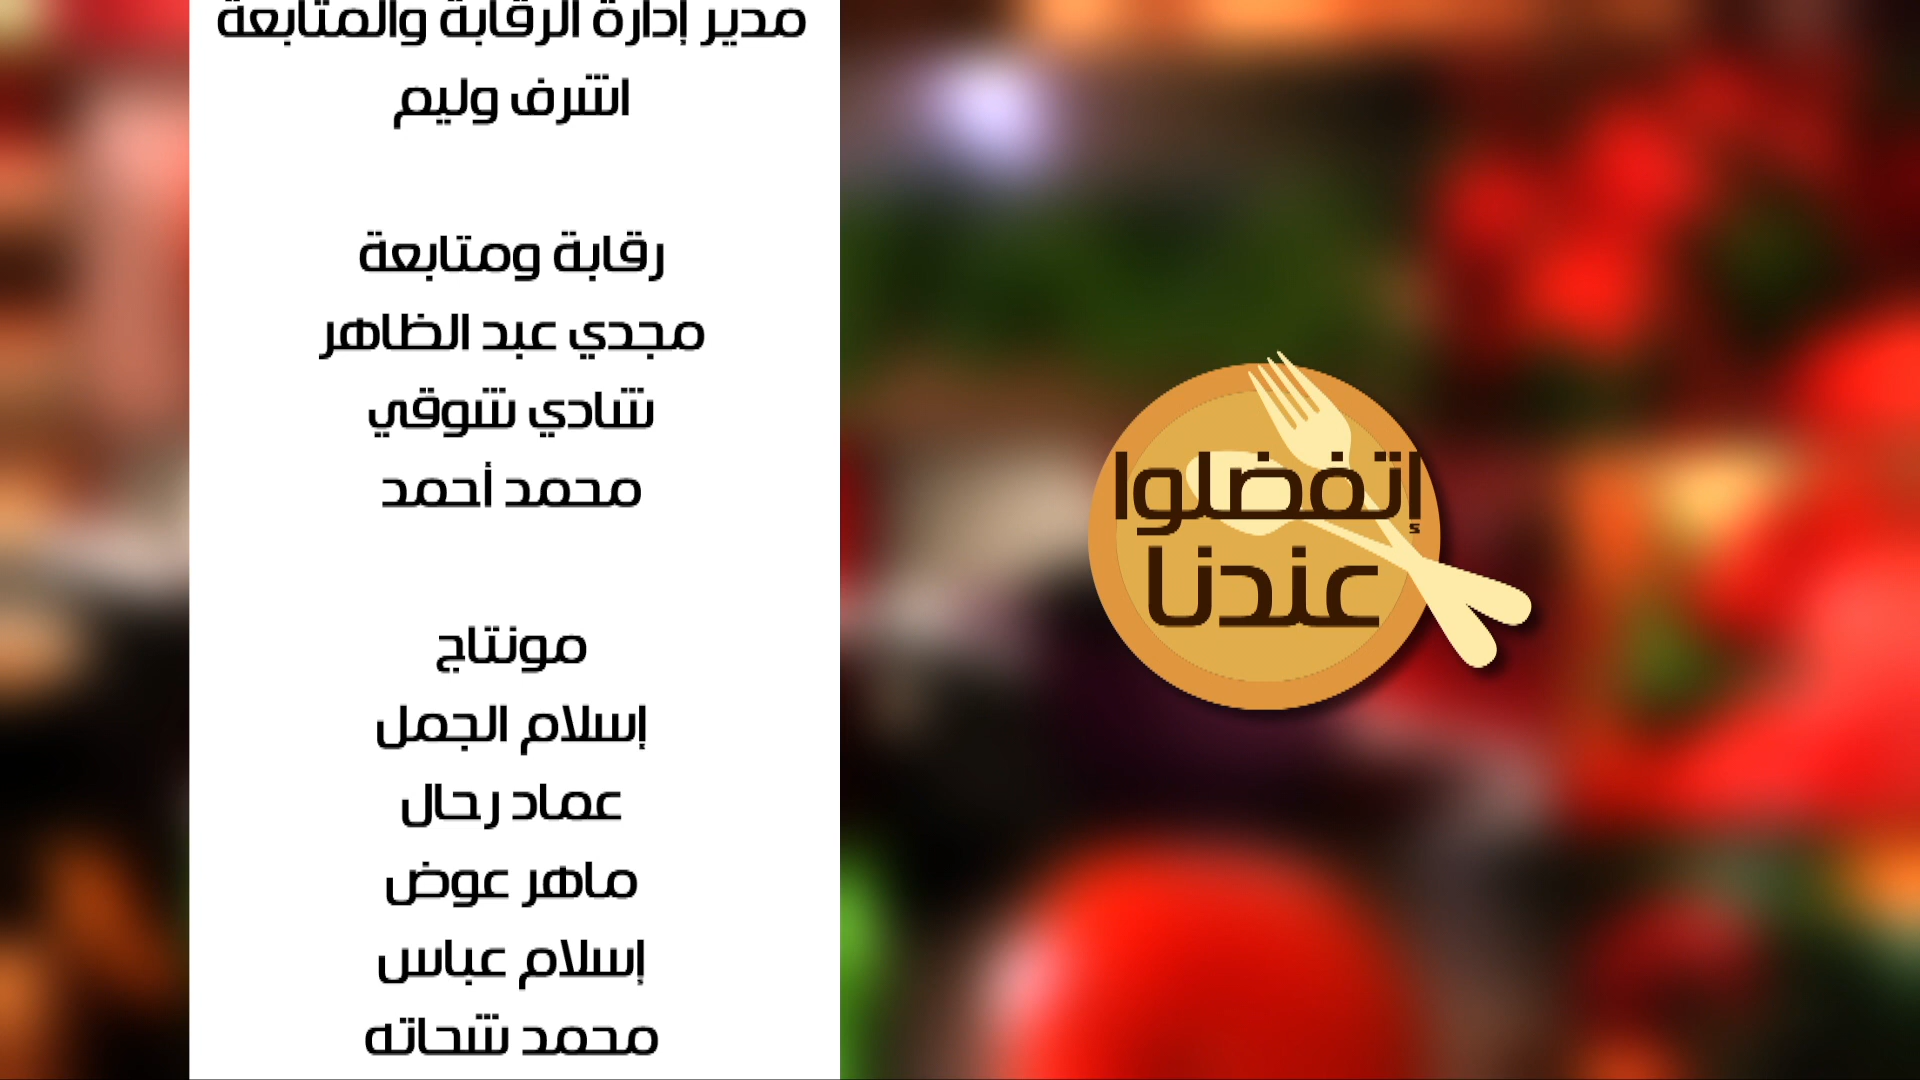 مدير إدارة الرقابة والمتابعة
اشرف وليم
رقابة ومتابعة
مجدي عبد الظاهر
شادي شوقي
محمد أحمد
مونتاج
إسلام الجمل
عماد رحال
ماهر عوض
إسلام عباس
محمد شحاته
إتفضلوا
عندنا